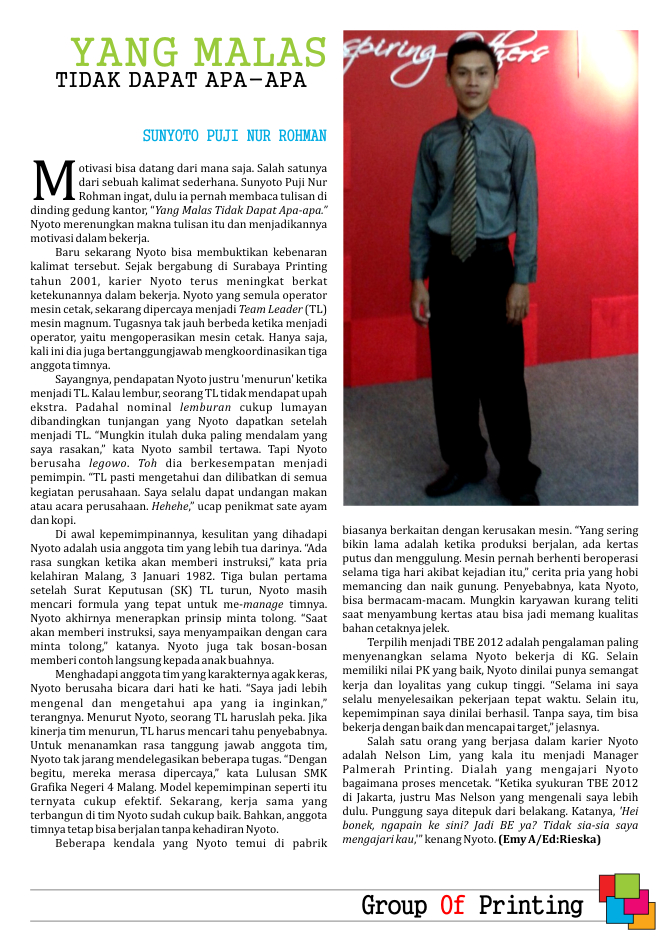 YANG MALAS
TIDAK DAPAT APA-APA
SUNYOTO PUJI NUR ROHMAN
Motivasi bisa datang dari mana saja. Salah satunya
dari sebuah kalimat sederhana. Sunyoto Puji Nur
Rohman ingat, dulu ia pernah membaca tulisan di
dinding gedung kantor, “Yang Malas Tidak Dapat Apa-apa.”
Nyoto merenungkan makna tulisan itu dan menjadikannya
motivasi dalam bekerja.
Baru sekarang Nyoto bisa membuktikan kebenaran
kalimat tersebut. Sejak bergabung di Surabaya Printing
tahun 2001, karier Nyoto terus meningkat berkat
ketekunannya dalam bekerja. Nyoto yang semula operator
mesin cetak, sekarang dipercaya menjadi Team Leader (TL)
mesin magnum. Tugasnya tak jauh berbeda ketika menjadi
operator, yaitu mengoperasikan mesin cetak. Hanya saja,
kali ini dia juga bertanggungjawab mengkoordinasikan tiga
anggota timnya.
Sayangnya, pendapatan Nyoto justru 'menurun' ketika
menjadi TL. Kalau lembur, seorang TL tidak mendapat upah
ekstra. Padahal nominal lemburan cukup lumayan
dibandingkan tunjangan yang Nyoto dapatkan setelah
menjadi TL. “Mungkin itulah duka paling mendalam yang
saya rasakan,” kata Nyoto sambil tertawa. Tapi Nyoto
berusaha legowo. Toh dia berkesempatan menjadi
pemimpin. “TL pasti mengetahui dan dilibatkan di semua
kegiatan perusahaan. Saya selalu dapat undangan makan
atau acara perusahaan. Hehehe,” ucap penikmat sate ayam
dan kopi.
Di awal kepemimpinannya, kesulitan yang dihadapi
Nyoto adalah usia anggota tim yang lebih tua darinya. “Ada
rasa sungkan ketika akan memberi instruksi,” kata pria
kelahiran Malang, 3 Januari 1982. Tiga bulan pertama
setelah Surat Keputusan (SK) TL turun, Nyoto masih
mencari formula yang tepat untuk me-manage timnya.
Nyoto akhirnya menerapkan prinsip minta tolong. “Saat
akan memberi instruksi, saya menyampaikan dengan cara
minta tolong,” katanya. Nyoto juga tak bosan-bosan
memberi contoh langsung kepada anak buahnya.
Menghadapi anggota tim yang karakternya agak keras,
Nyoto berusaha bicara dari hati ke hati. “Saya jadi lebih
mengenal dan mengetahui apa yang ia inginkan,”
terangnya. Menurut Nyoto, seorang TL haruslah peka. Jika
kinerja tim menurun, TL harus mencari tahu penyebabnya.
Untuk menanamkan rasa tanggung jawab anggota tim,
Nyoto tak jarang mendelegasikan beberapa tugas. “Dengan
begitu, mereka merasa dipercaya,” kata Lulusan SMK
Grafika Negeri 4 Malang. Model kepemimpinan seperti itu
ternyata cukup efektif. Sekarang, kerja sama yang
terbangun di tim Nyoto sudah cukup baik. Bahkan, anggota
timnya tetap bisa berjalan tanpa kehadiran Nyoto.
Beberapa kendala yang Nyoto temui di pabrik
spiring Others
biasanya berkaitan dengan kerusakan mesin. “Yang sering
bikin lama adalah ketika produksi berjalan, ada kertas
putus dan menggulung. Mesin pernah berhenti beroperasi
selama tiga hari akibat kejadian itu,” cerita pria yang hobi
memancing dan naik gunung. Penyebabnya, kata Nyoto,
bisa bermacam-macam. Mungkin karyawan kurang teliti
saat menyambung kertas atau bisa jadi memang kualitas
bahan cetaknya jelek.
Terpilih menjadi TBE 2012 adalah pengalaman paling
menyenangkan selama Nyoto bekerja di KG. Selain
memiliki nilai PK yang baik, Nyoto dinilai punya semangat
kerja dan loyalitas yang cukup tinggi. “Selama ini saya
selalu menyelesaikan pekerjaan tepat waktu. Selain itu,
kepemimpinan saya dinilai berhasil. Tanpa saya, tim bisa
bekerja dengan baik dan mencapai target,” jelasnya.
Salah satu orang yang berjasa dalam karier Nyoto
adalah Nelson Lim, yang kala itu menjadi Manager
Palmerah Printing. Dialah yang mengajari Nyoto
bagaimana proses mencetak. “Ketika syukuran TBE 2012
di Jakarta, justru Mas Nelson yang mengenali saya lebih
dulu. Punggung saya ditepuk dari belakang. Katanya, 'Hei
bonek, ngapain ke sini? Jadi BE ya? Tidak sia-sia saya
mengajari kau,'” kenang Nyoto. (Emy A/Ed:Rieska)
Group Of Printing